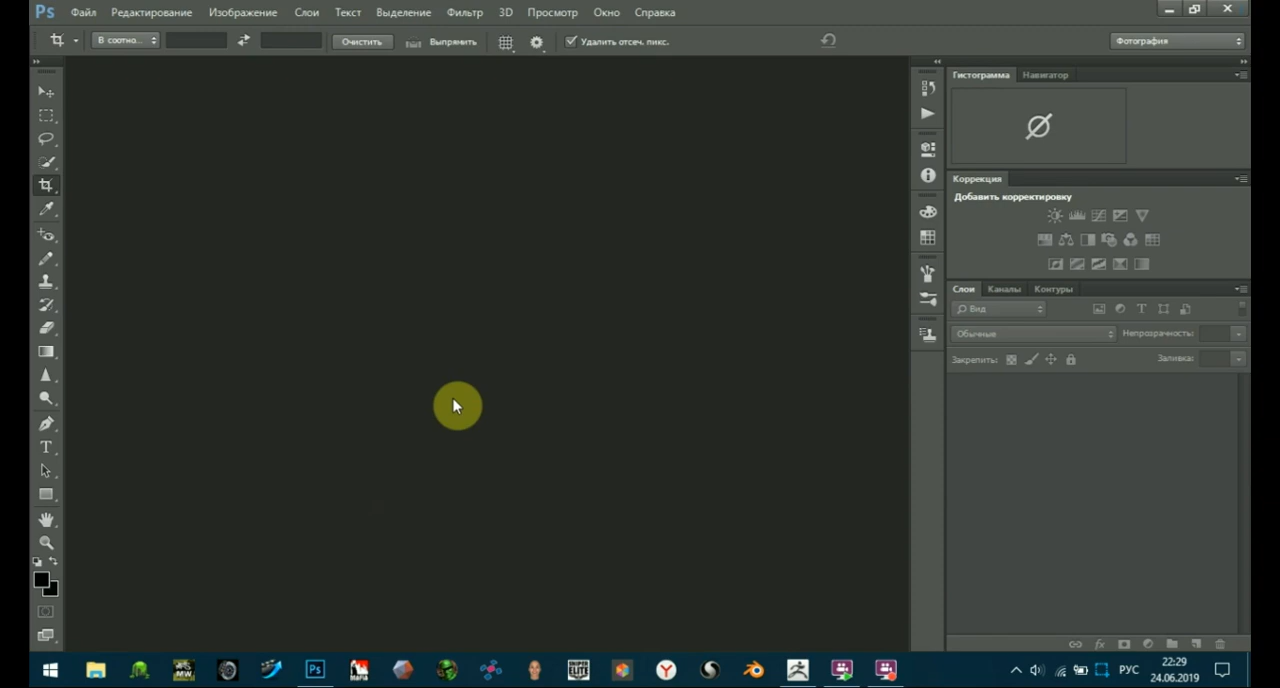 Ps Файл Редактирование Изображение Слои Текст Выделение Фильтр 3D Просмотр Окно Справка
В соотно... Очистить Выпрямить Удалить отсеч. пикс. Фотография
Гистограмма Навигатор
Коррекция
Добавить корректировку
Слои Каналы Контуры
Вид
Обычные Непрозрачность:
Закрепить: Заливка:
T
fx
Ps РУС 22:29
24.06.2019